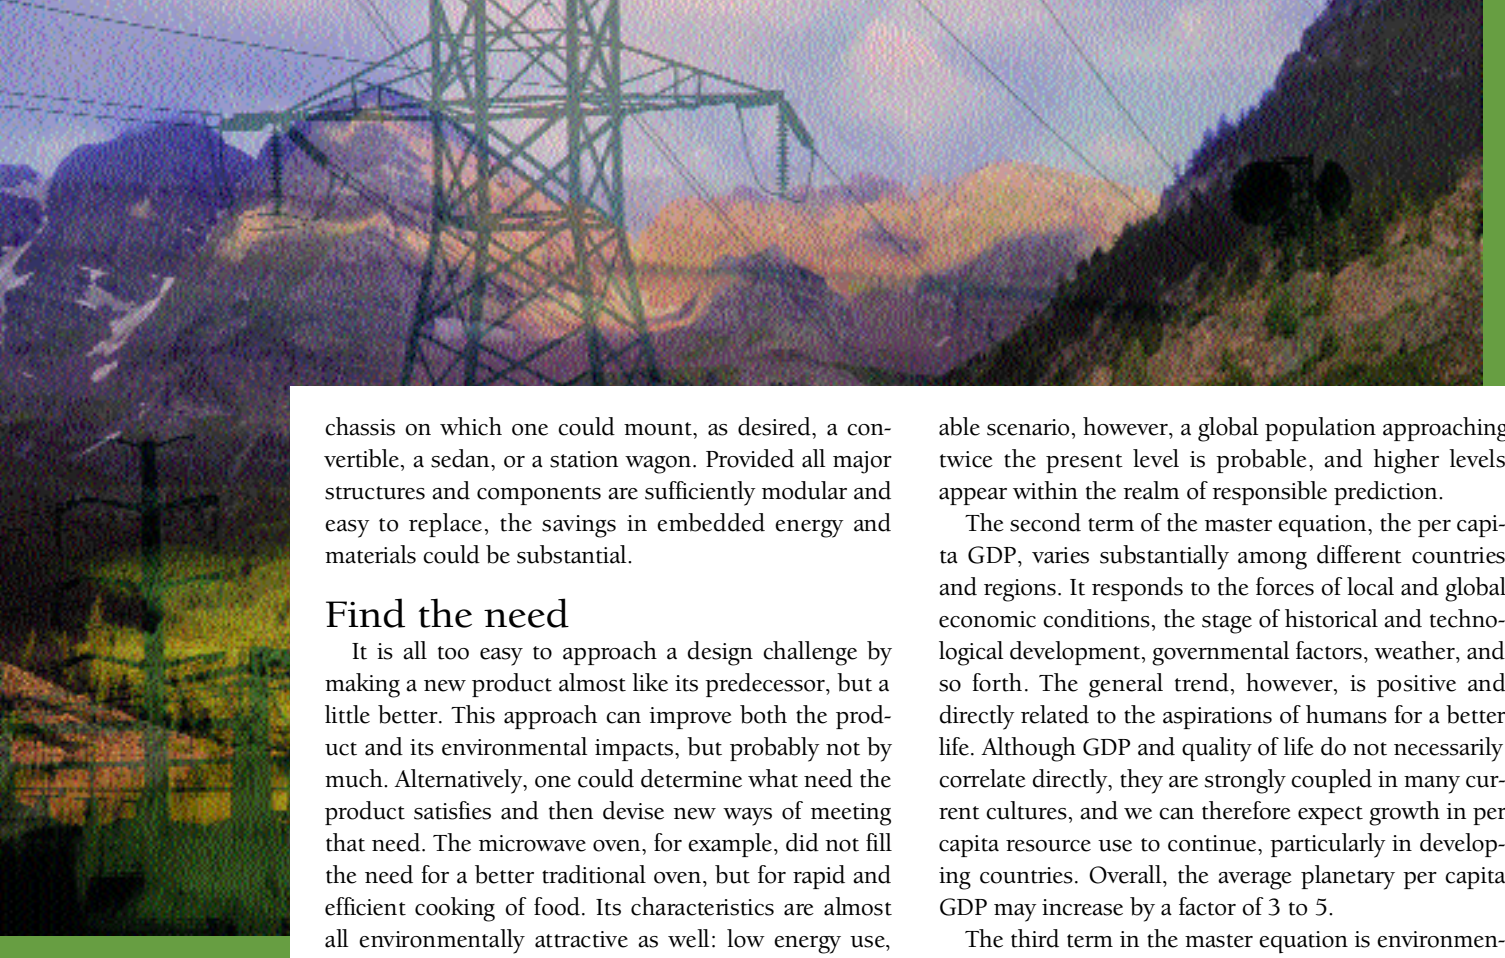 chassis on which one could mount, as desired, a con-
vertible, a sedan, or a station wagon. Provided all major
structures and components are sufficiently modular and
easy to replace, the savings in embedded energy and
materials could be substantial.
Find the need
It is all too easy to approach a design challenge by
making a new product almost like its predecessor, but a
little better. This approach can improve both the prod-
uct and its environmental impacts, but probably not by
much. Alternatively, one could determine what need the
product satisfies and then devise new ways of meeting
that need. The microwave oven, for example, did not fill
the need for a better traditional oven, but for rapid and
efficient cooking of food. Its characteristics are almost
all environmentally attractive as well: low energy use,
able scenario, however, a global population approaching
twice the present level is probable, and higher levels
appear within the realm of responsible prediction.
The second term of the master equation, the per capi-
ta GDP, varies substantially among different countries
and regions. It responds to the forces of local and global
economic conditions, the stage of historical and techno-
logical development, governmental factors, weather, and
so forth. The general trend, however, is positive and
directly related to the aspirations of humans for a better
life. Although GDP and quality of life do not necessarily
correlate directly, they are strongly coupled in many cur-
rent cultures, and we can therefore expect growth in per
capita resource use to continue, particularly in develop-
ing countries. Overall, the average planetary per capita
GDP may increase by a factor of 3 to 5.
The third term in the master equation is environmen-